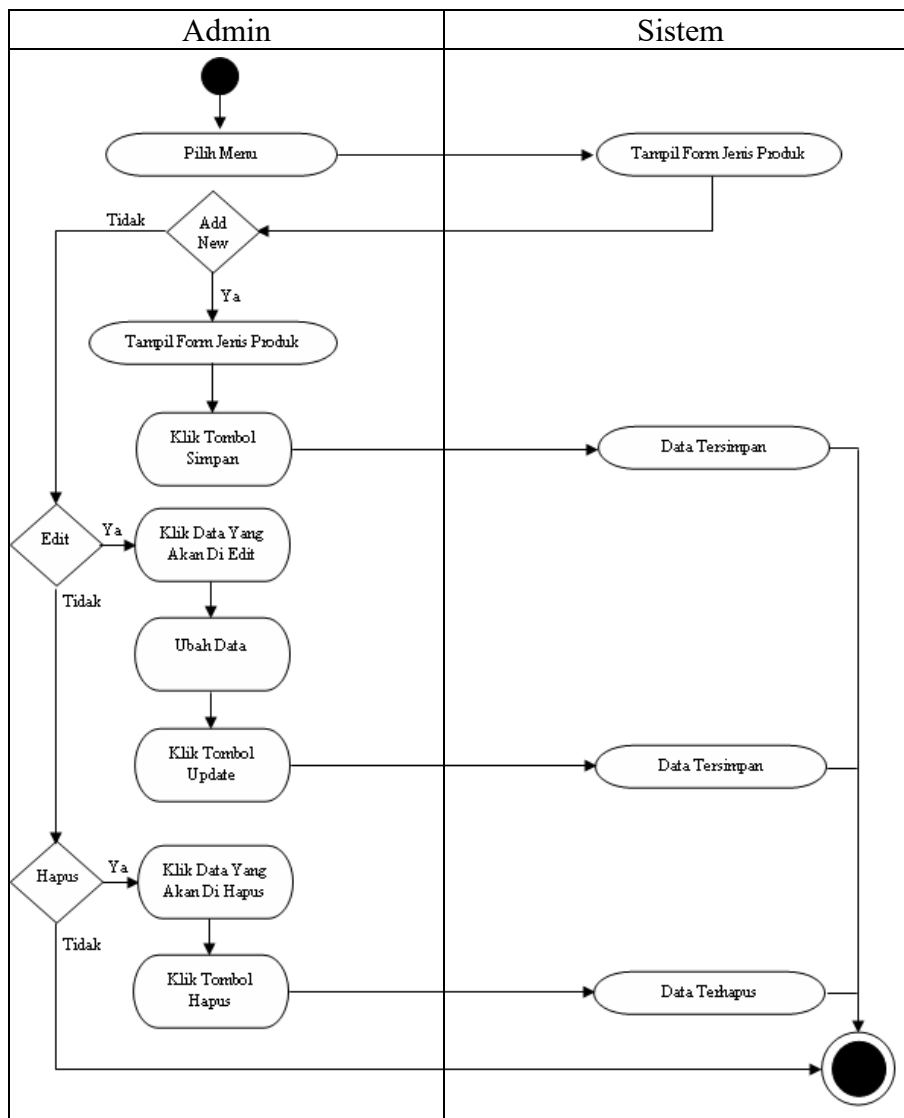 Admin
Sistem
Pilih Menu
Tampil Form Jenis Produk
Tidak
Add
New
Ya
Tampil Form Jenis Produk
Klik Tombol
Simpan
Data Tersimpan
Edit
Ya
Klik Data Yang
Akan Di Edit
Tidak
Ubah Data
Klik Tombol
Update
Data Tersimpan
Hapus
Ya
Klik Data Yang
Akan Di Hapus
Tidak
Klik Tombol
Hapus
Data Terhapus